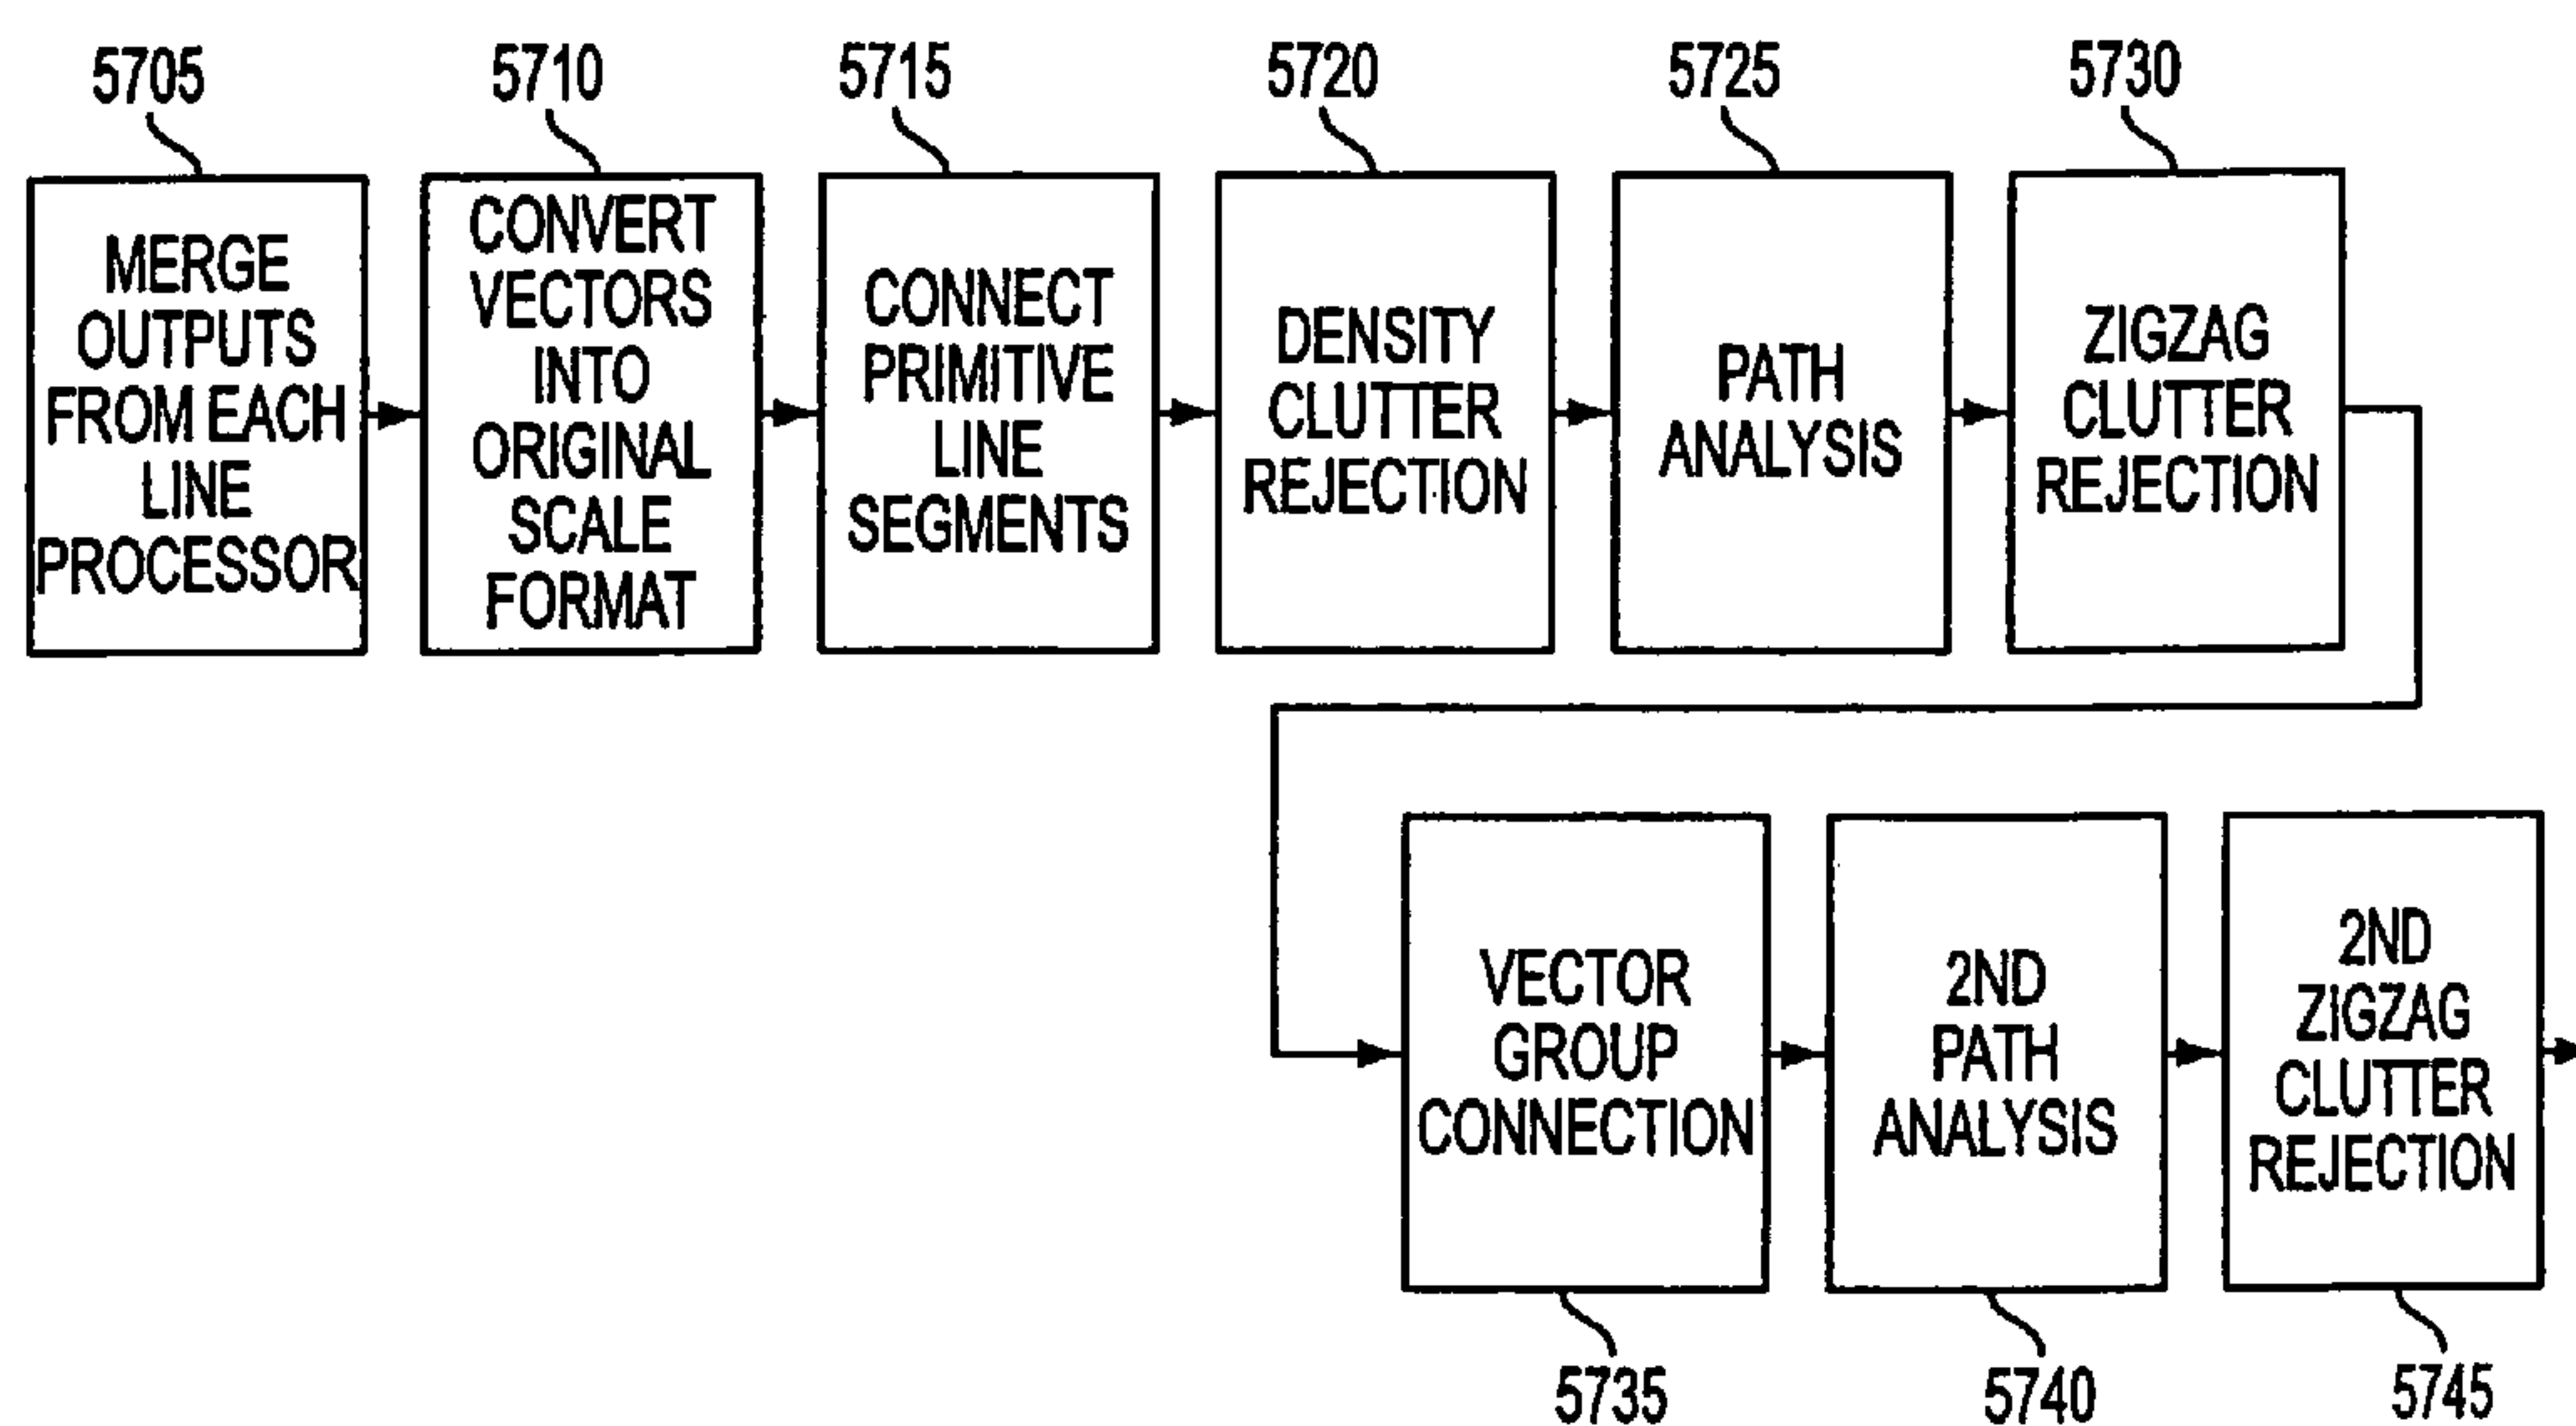 5705
5710
5715
5720
5725
5730
MERGE
OUTPUTS
FROM EACH
LINE
PROCESSOR
CONVERT
VECTORS
INTO
ORIGINAL
SCALE
FORMAT
CONNECT
PRIMITIVE
LINE
SEGMENTS
DENSITY
CLUTTER
REJECTION
PATH
ANALYSIS
ZIGZAG
CLUTTER
REJECTION
VECTOR
GROUP
CONNECTION
2ND
PATH
ANALYSIS
2ND
ZIGZAG
CLUTTER
REJECTION
5735
5740
5745